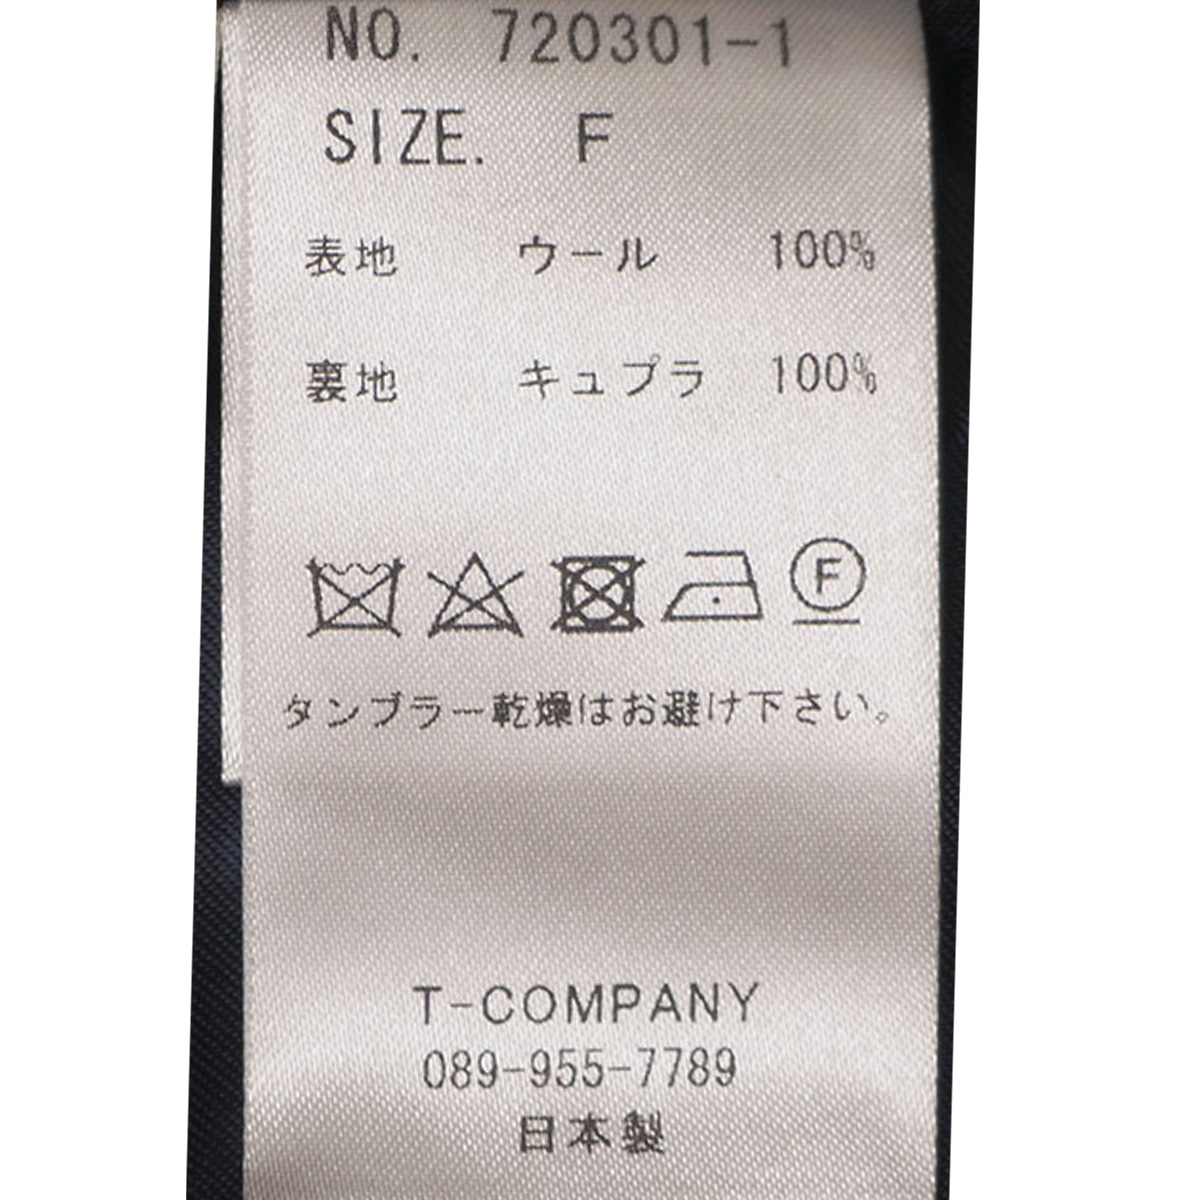 NO. 720301-1
SIZE. F
表地 ウール 100%
裏地 キュプラ 100%
F
タンブラー乾燥はお避け下さい。
T-COMPANY
089-955-7789
日本製